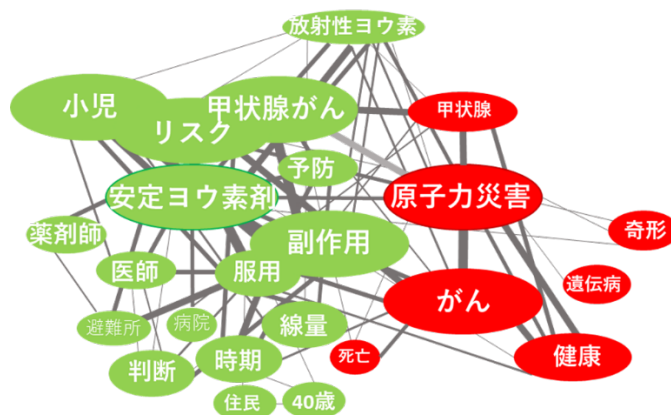 放射性ヨウ素
小児
甲状腺がん
甲状腺
リスク
予防
安定ヨウ素剤
原子力災害
薬剤師
副作用
奇形
医師
服用
遺伝病
がん
避難所
病院
線量
判断
時期
死亡
健康
住民
40歳